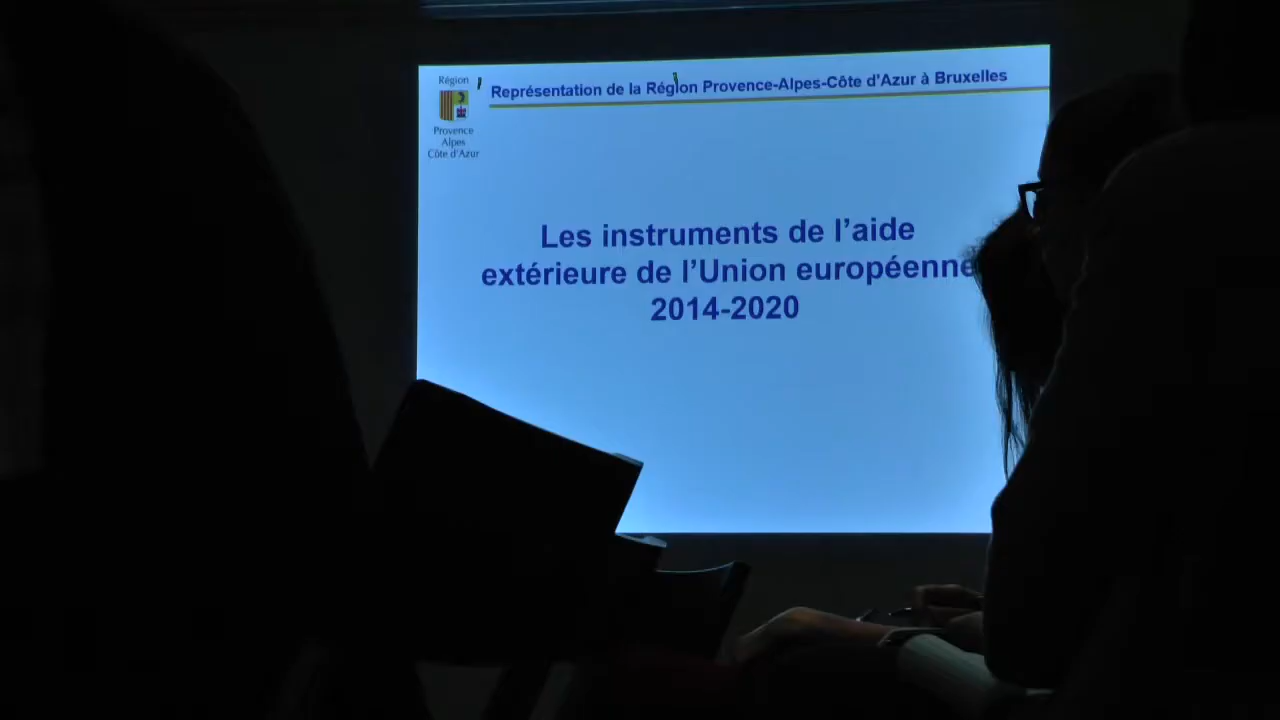 Région
Provence
Alpes
Côte d'Azur
Représentation de la Région Provence-Alpes-Côte d'Azur à Bruxelles
Les instruments de l'aide
extérieure de l'Union européenne
2014-2020